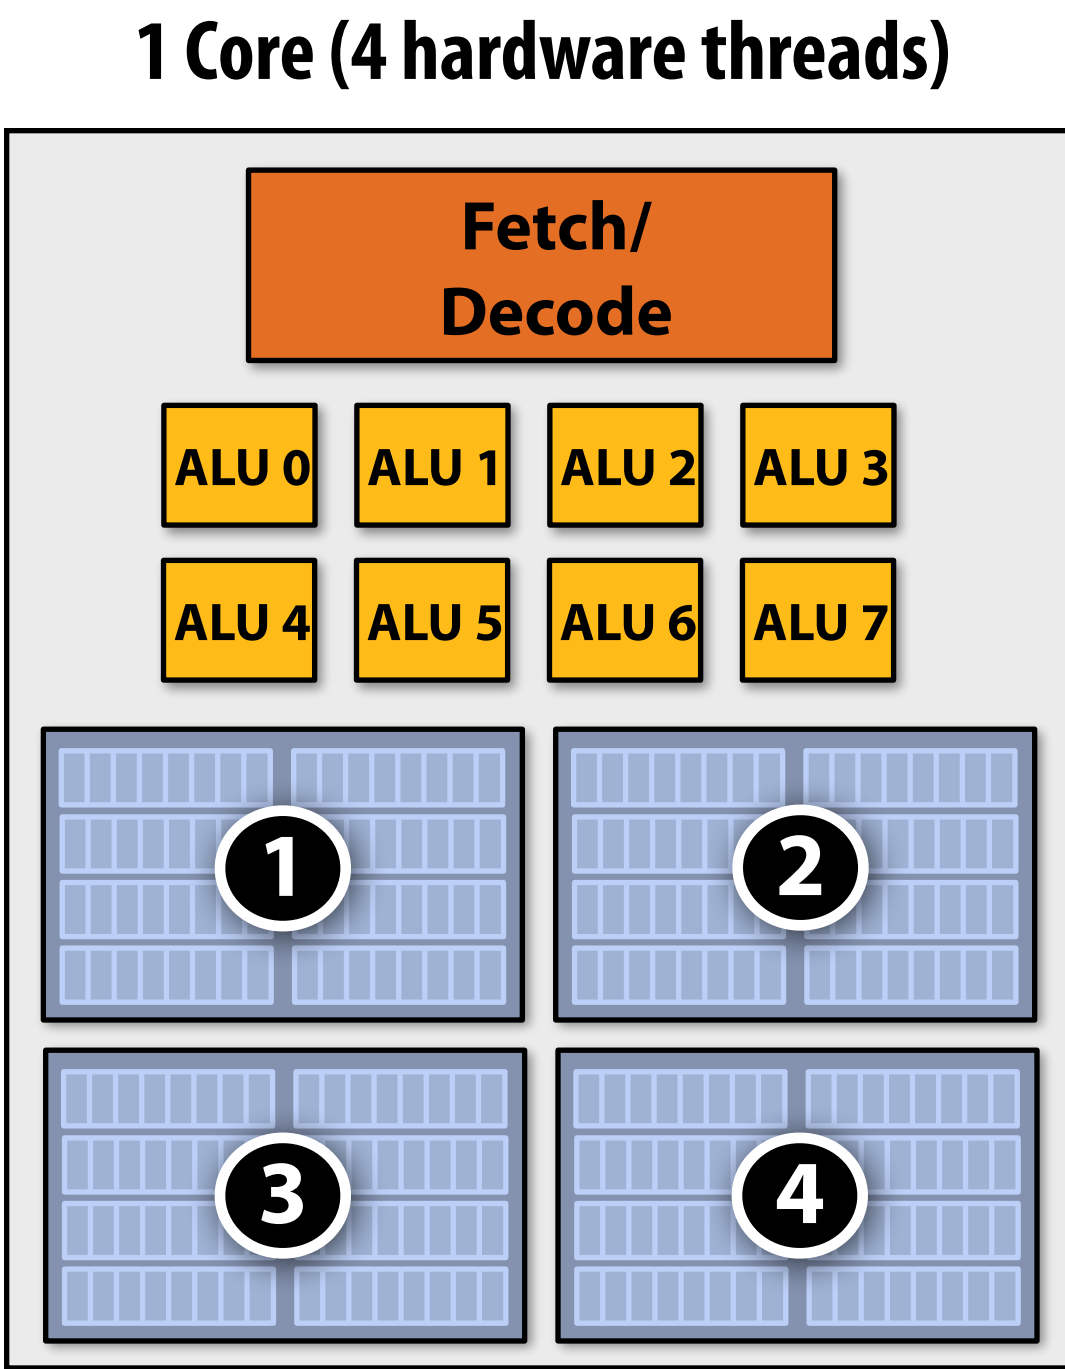 1 Core (4 hardware threads)
Fetch/
Decode
ALU 0 ALU 1 ALU 2 ALU 3
ALU 4 ALU 5 ALU 6 ALU 7
1 2
3 4